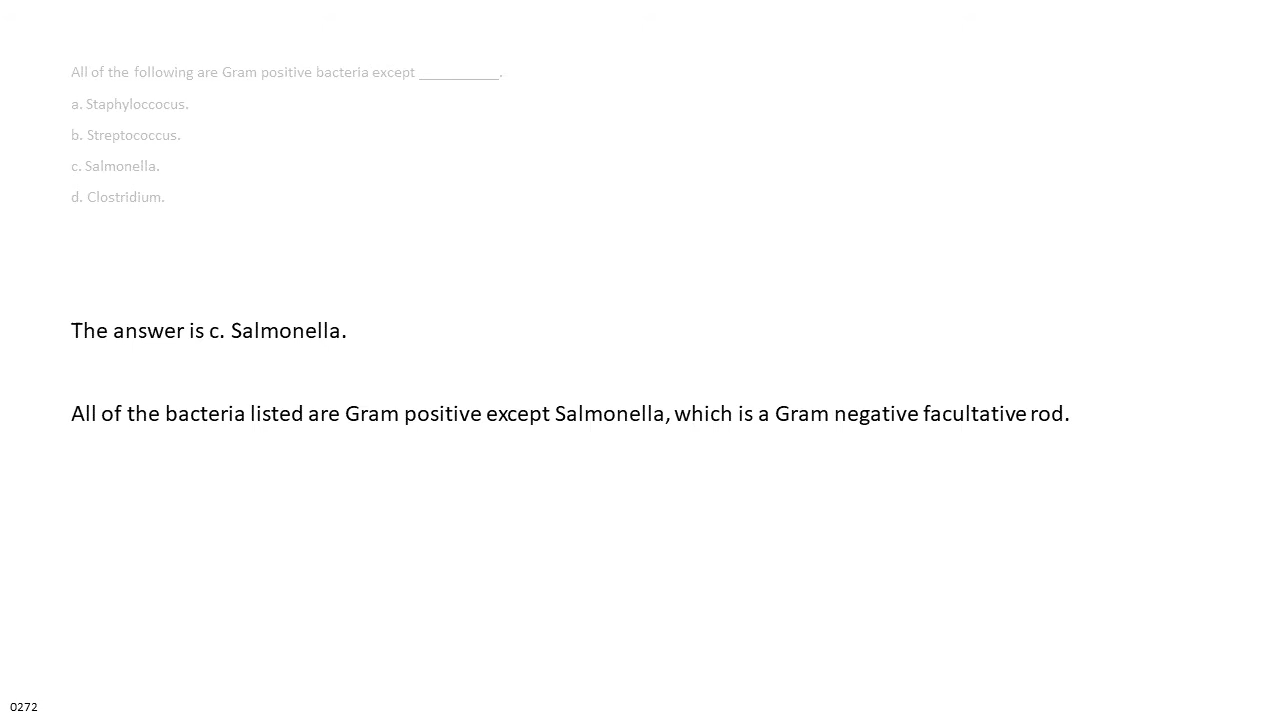 All of the following are Gram positive bacteria except __________.
a. Staphyloccocus.
b. Streptococcus.
c. Salmonella.
d. Clostridium.
The answer is c. Salmonella.
All of the bacteria listed are Gram positive except Salmonella, which is a Gram negative facultative rod.
0272